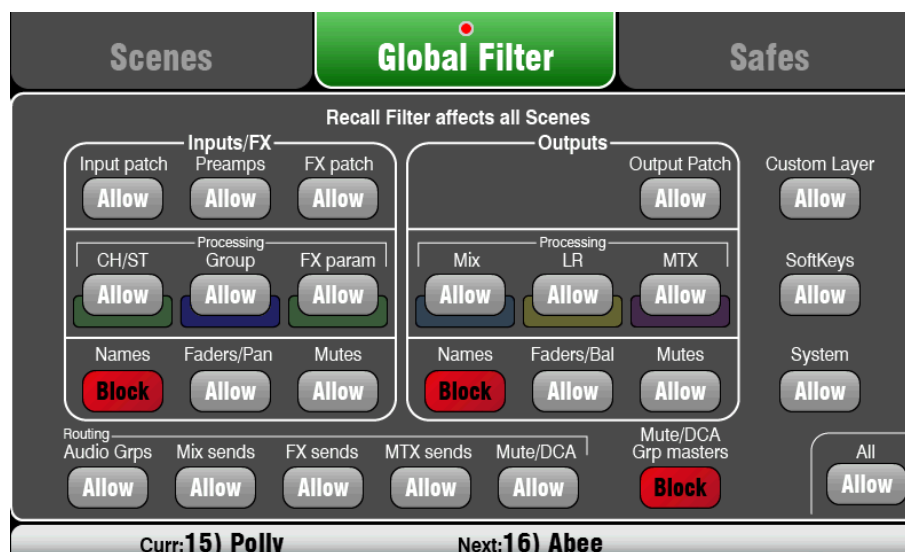 Scenes
Global Filter
Safes
Recall Filter affects all Scenes
Inputs/FX
Outputs
Input patch Preamps FX patch Output Patch Custom Layer
Allow Allow Allow Allow Allow
Processing Processing
CH/ST Group FX param Mix LR MTX SoftKeys
Allow Allow Allow Allow Allow Allow Allow
Names Faders/Pan Mutes Names Faders/Bal Mutes System
Block Allow Allow Block Allow Allow Allow
Routing
Audio Grps Mix sends FX sends MTX sends Mute/DCA
Mute/DCA
Grp masters
All
Allow Allow Allow Allow Allow Block Allow
Curr:15) Polly Next:16) Abee